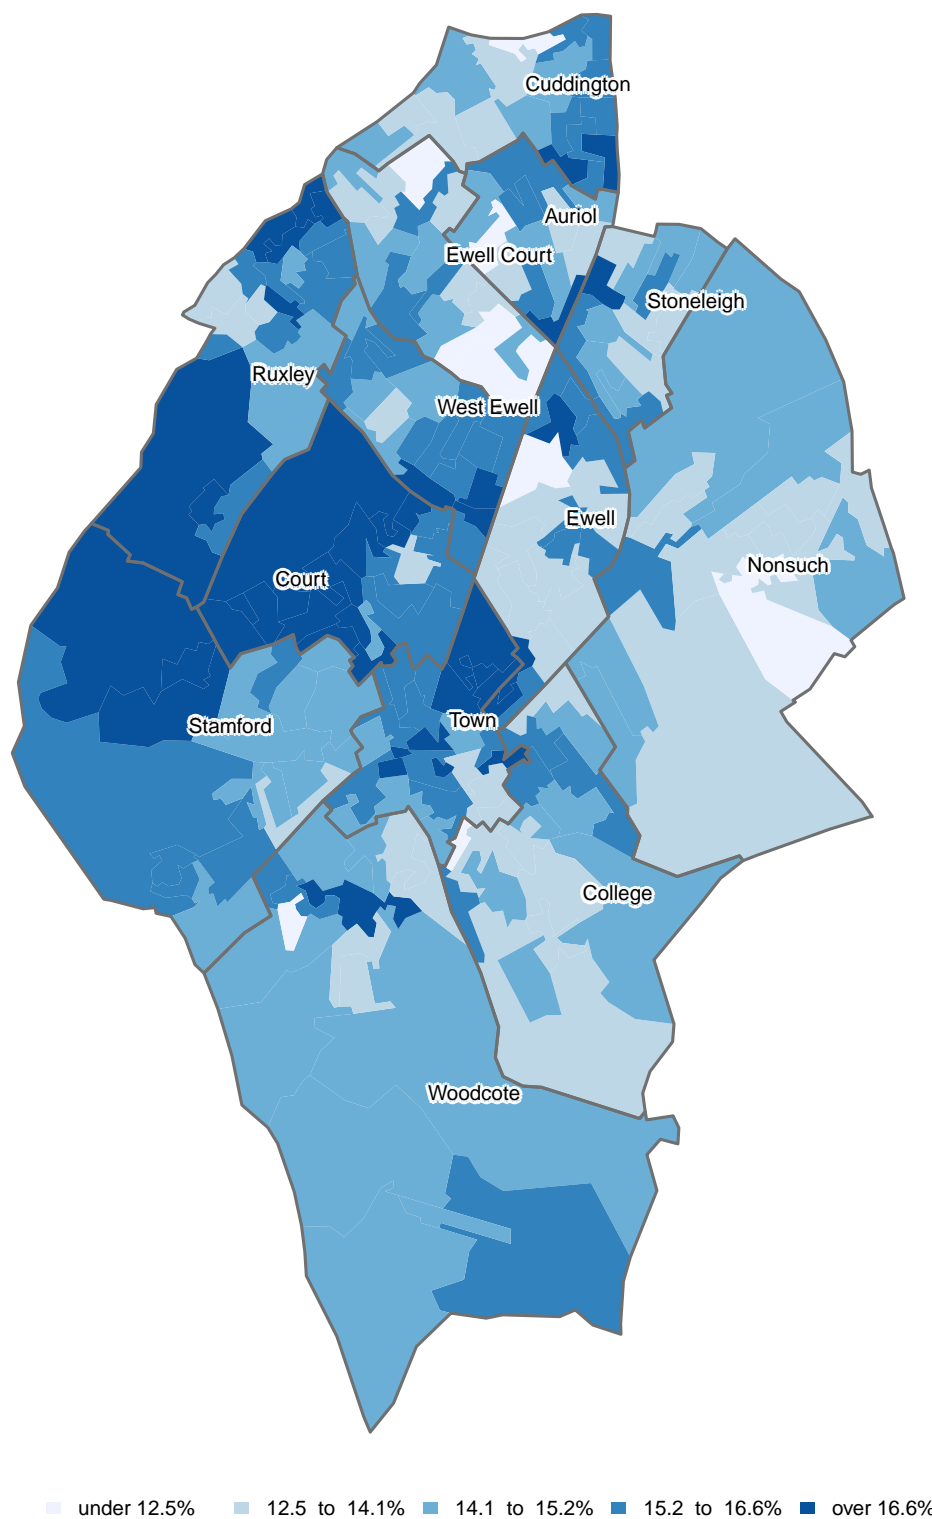 Cuddington
Auriol
Ewell Court
Stoneleigh
Ruxley
West Ewell
Ewell
Nonsuch
Court
Town
Stamford
College
Woodcote
under 12.5%
12.5 to 14.1%
14.1 to 15.2%
15.2 to 16.6%
over 16.6%